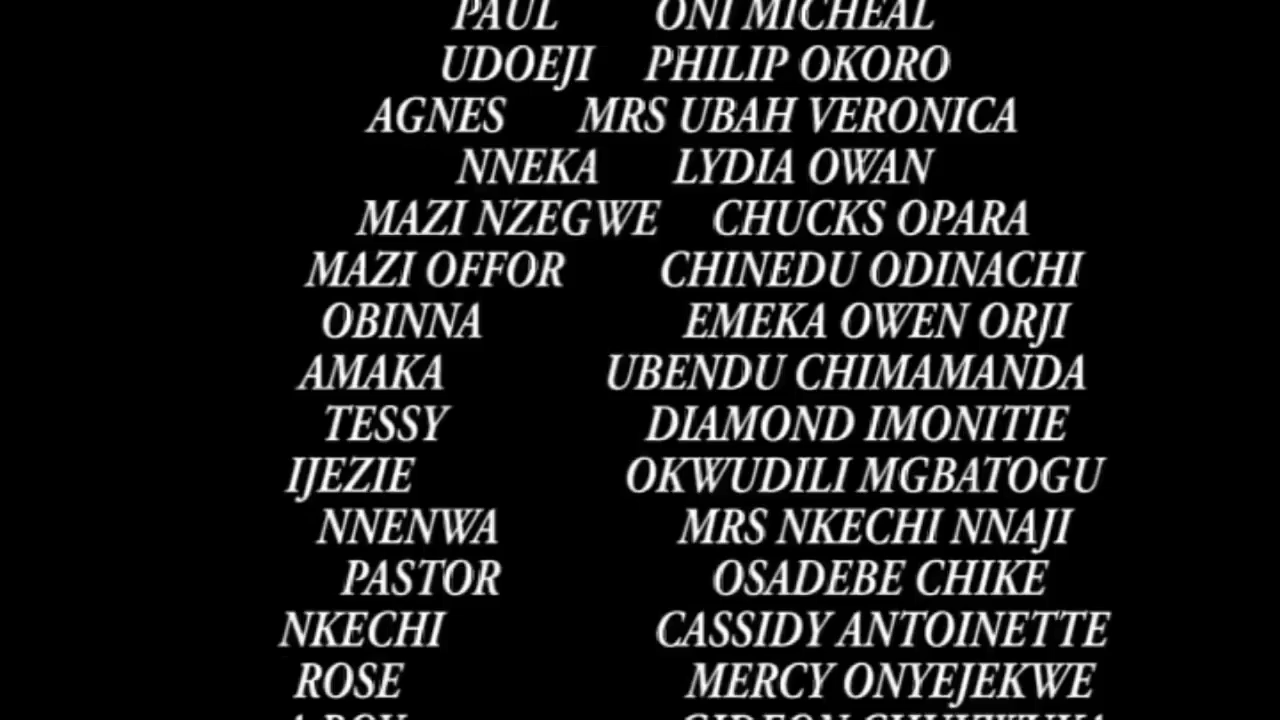 PAUL ONI MICHEAL
UDOEJI PHILIP OKORO
AGNES MRS UBAH VERONICA
NNEKA LYDIA OWAN
MAZI NZEGWE CHUCKS OPARA
MAZI OFFOR CHINEDU ODINACHI
OBINNA EMEKA OWEN ORJI
AMAKA UBENDU CHIMAMANDA
TESSY DIAMOND IMONITIE
IJEZIE OKWUDILI MGBATOGU
NNENWA MRS NKECHI NNAJI
PASTOR OSADEBE CHIKE
NKECHI CASSIDY ANTOINETTE
ROSE MERCY ONYEJEKWE